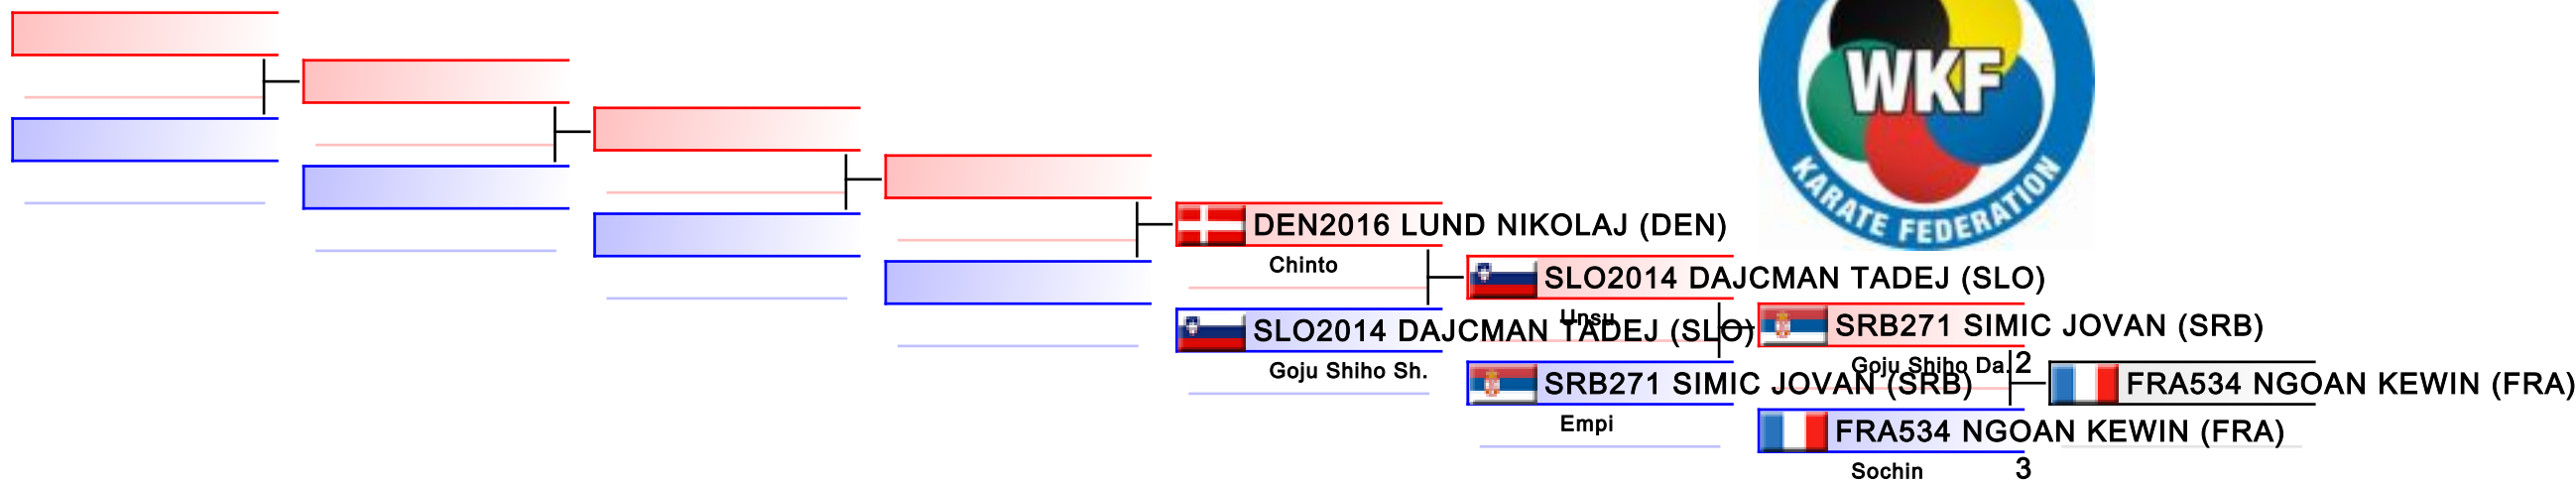 WKF
KARATE FEDERATION
DEN2016 LUND NIKOLAJ (DEN)
Chinto
SLO2014 DAJCMAN TADEJ (SLO)
Goju Shiho Sh.
SLO2014 DAJCMAN TADEJ (SLO)
Unsu
SRB271 SIMIC JOVAN (SRB)
Empi
SRB271 SIMIC JOVAN (SRB)
Goju Shiho Da.
2
FRA534 NGOAN KEWIN (FRA)
Sochin
3
FRA534 NGOAN KEWIN (FRA)